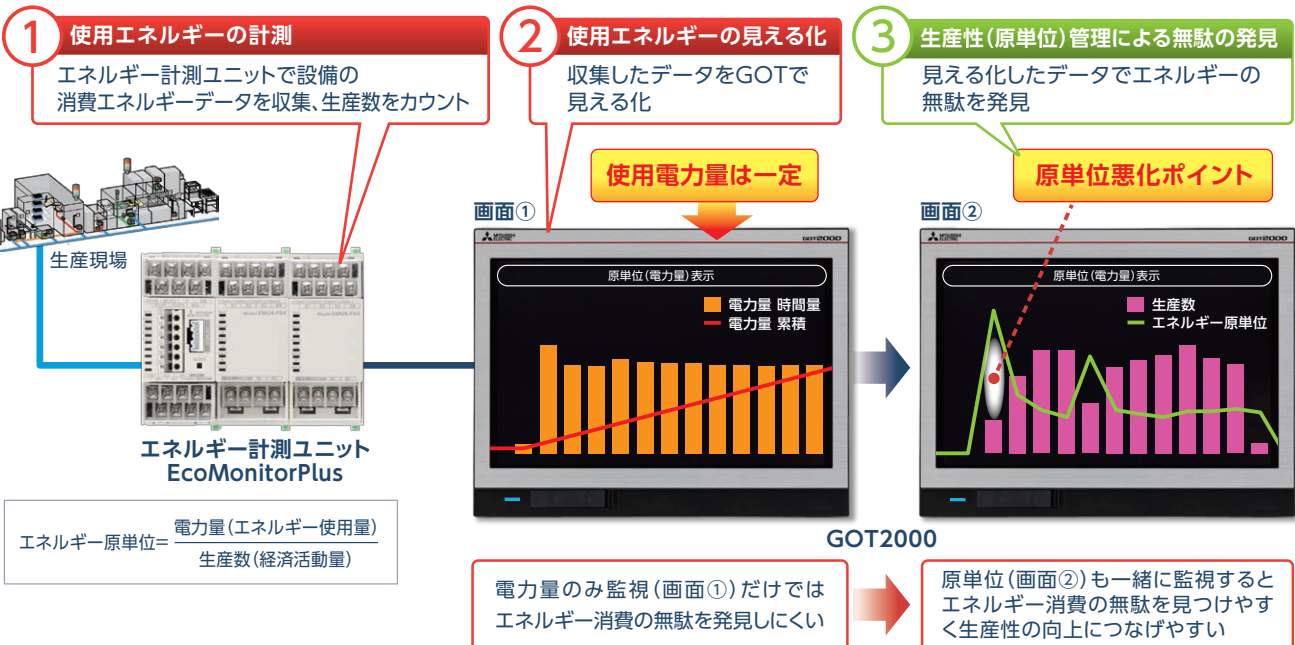 1 使用エネルギーの計測
エネルギー計測ユニットで設備の
消費エネルギーデータを収集、生産数をカウント
2 使用エネルギーの見える化
収集したデータをGOTで
見える化
3 生産性(原単位)管理による無駄の発見
見える化したデータでエネルギーの
無駄を発見
使用電力量は一定
原単位悪化ポイント
生産現場
エネルギー計測ユニット
EcoMonitorPlus
エネルギー原単位=
電力量(エネルギー使用量)
生産数(経済活動量)
画面①
MITSUBISHI
ELECTRIC
GOT2000
原単位(電力量)表示
電力量 時間量
電力量 累積
画面②
MITSUBISHI
ELECTRIC
GOT2000
原単位(電力量)表示
生産数
エネルギー原単位
GOT2000
電力量のみ監視(画面①)だけでは
エネルギー消費の無駄を発見しにくい
原単位(画面②)も一緒に監視すると
エネルギー消費の無駄を見つけやす
く生産性の向上につなげやすい